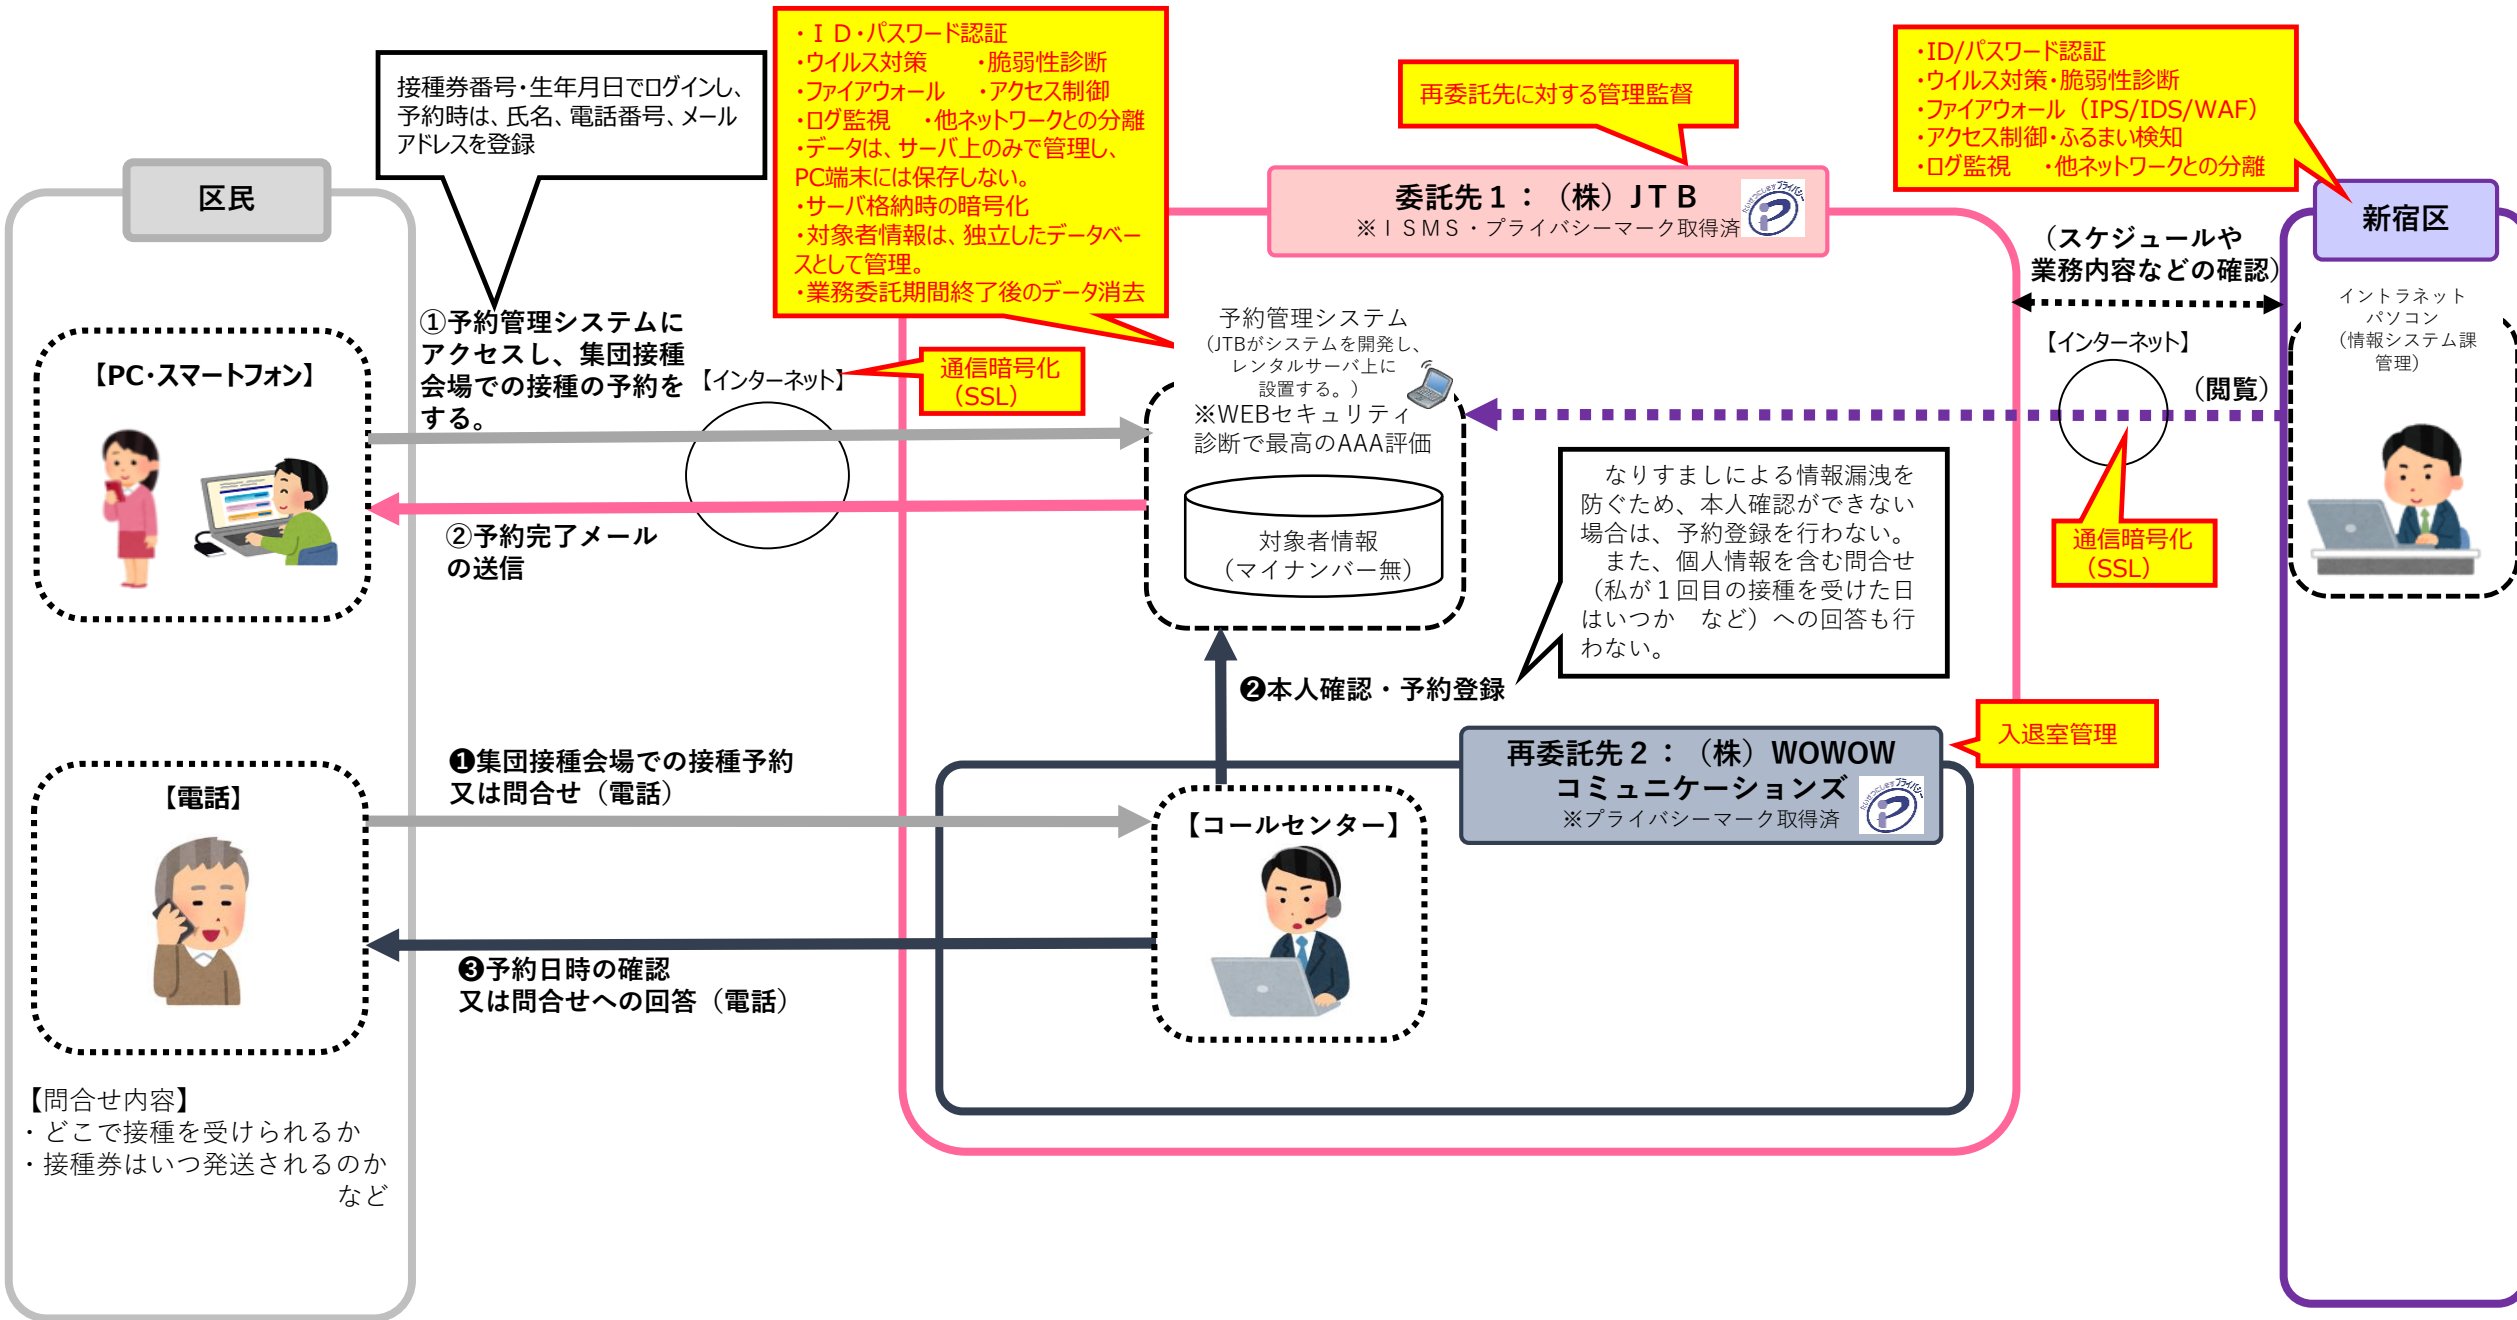 区民
接種券番号・生年月日でログインし、
予約時は、氏名、電話番号、メール
アドレスを登録
・ＩＤ・パスワード認証
・ウイルス対策　　・脆弱性診断
・ファイアウォール　・アクセス制御
・ログ監視　・他ネットワークとの分離
・データは、サーバ上のみで管理し、
PC端末には保存しない。
・サーバ格納時の暗号化
・対象者情報は、独立したデータベー
スとして管理。
・業務委託期間終了後のデータ消去
再委託先に対する管理監督
委託先１：（株）ＪＴＢ
※ＩＳＭＳ・プライバシーマーク取得済
たいせつにしますプライバシー
・ID/パスワード認証
・ウイルス対策・脆弱性診断
・ファイアウォール（IPS/IDS/WAF）
・アクセス制御・ふるまい検知
・ログ監視　・他ネットワークとの分離
新宿区
（スケジュールや
業務内容などの確認）
イントラネット
パソコン
（情報システム課
管理）
【インターネット】
（閲覧）
通信暗号化
（SSL）
【PC・スマートフォン】
①予約管理システムに
アクセスし、集団接種
会場での接種の予約を
する。
【インターネット】
通信暗号化
（SSL）
②予約完了メール
の送信
予約管理システム
（JTBがシステムを開発し、
レンタルサーバ上に
設置する。）
※WEBセキュリティ
診断で最高のAAA評価
対象者情報
（マイナンバー無）
なりすましによる情報漏洩を
防ぐため、本人確認ができない
場合は、予約登録を行わない。
また、個人情報を含む問合せ
（私が１回目の接種を受けた日
はいつか　など）への回答も行
わない。
❷本人確認・予約登録
再委託先２：（株）WOWOW
コミュニケーションズ
※プライバシーマーク取得済
たいせつにしますプライバシー
入退室管理
【電話】
❶集団接種会場での接種予約
又は問合せ（電話）
【コールセンター】
❸予約日時の確認
又は問合せへの回答（電話）
【問合せ内容】
・どこで接種を受けられるか
・接種券はいつ発送されるのか
など